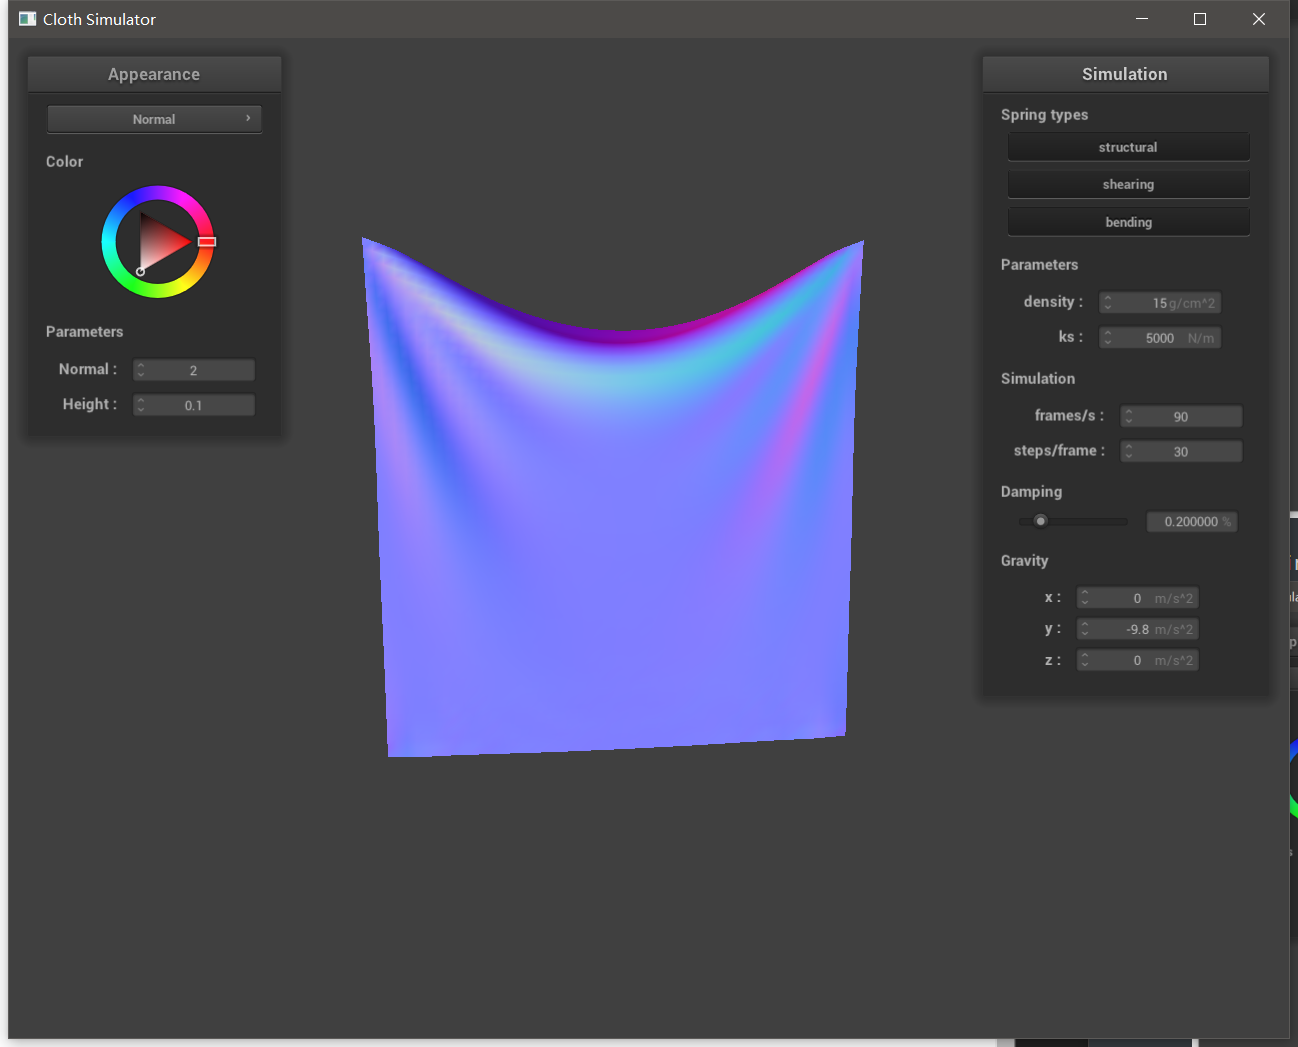 Cloth Simulator
Appearance
Normal
Color
Parameters
Normal :
2
Height :
0.1
Simulation
Spring types
structural
shearing
bending
Parameters
density :
15 g/cm^2
ks :
5000 N/m
Simulation
frames/s :
90
steps/frame :
30
Damping
0.200000 %
Gravity
x :
0 m/s^2
y :
-9.8 m/s^2
z :
0 m/s^2